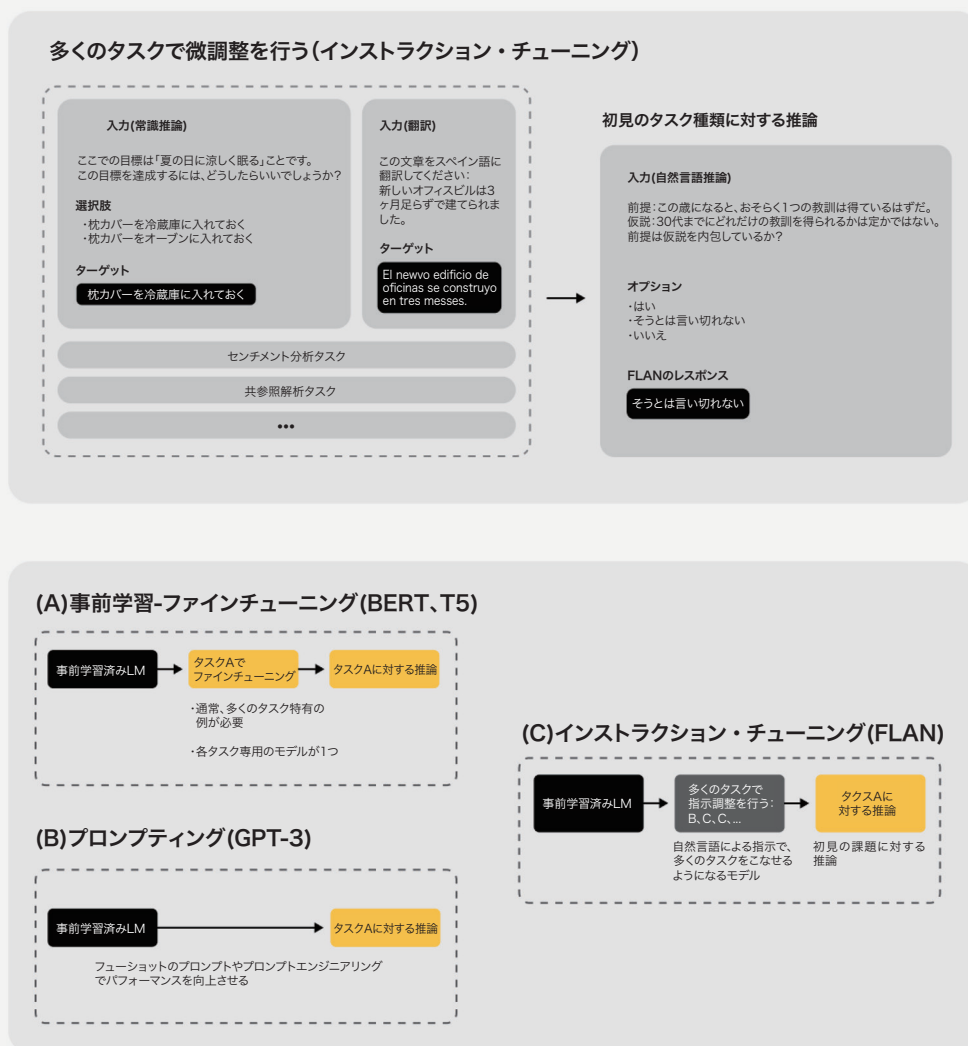 多くのタスクで微調整を行う(インストラクション・チューニング)
入力(常識推論)
ここでの目標は「夏の日に涼しく眠る」ことです。
この目標を達成するには、どうしたらいいでしょうか?
選択肢
・枕カバーを冷蔵庫に入れておく
・枕カバーをオーブンに入れておく
ターゲット
枕カバーを冷蔵庫に入れておく
入力(翻訳)
この文章をスペイン語に
翻訳してください:
新しいオフィスビルは3
ヶ月足らずで建てられま
した。
ターゲット
El newvo edificio de
oficinas se construyo
en tres messes.
センチメント分析タスク
共参照解析タスク
•••
初見のタスク種類に対する推論
入力(自然言語推論)
前提:この歳になると、おそらく1つの教訓は得ているはずだ。
仮説:30代までにどれだけの教訓を得られるかは定かではない。
前提は仮説を内包しているか?
オプション
・はい
・そうとは言い切れない
・いいえ
FLANのレスポンス
そうとは言い切れない
(A)事前学習-ファインチューニング(BERT、T5)
事前学習済みLM
タスクAで
ファインチューニング
タスクAに対する推論
・通常、多くのタスク特有の
例が必要
・各タスク専用のモデルが1つ
(B)プロンプティング(GPT-3)
事前学習済みLM
タスクAに対する推論
フューショットのプロンプトやプロンプトエンジニアリング
でパフォーマンスを向上させる
(C)インストラクション・チューニング(FLAN)
事前学習済みLM
多くのタスクで
指示調整を行う:
B、C、C、...
タクスAに
対する推論
自然言語による指示で、
多くのタスクをこなせる
ようになるモデル
初見の課題に対する
推論